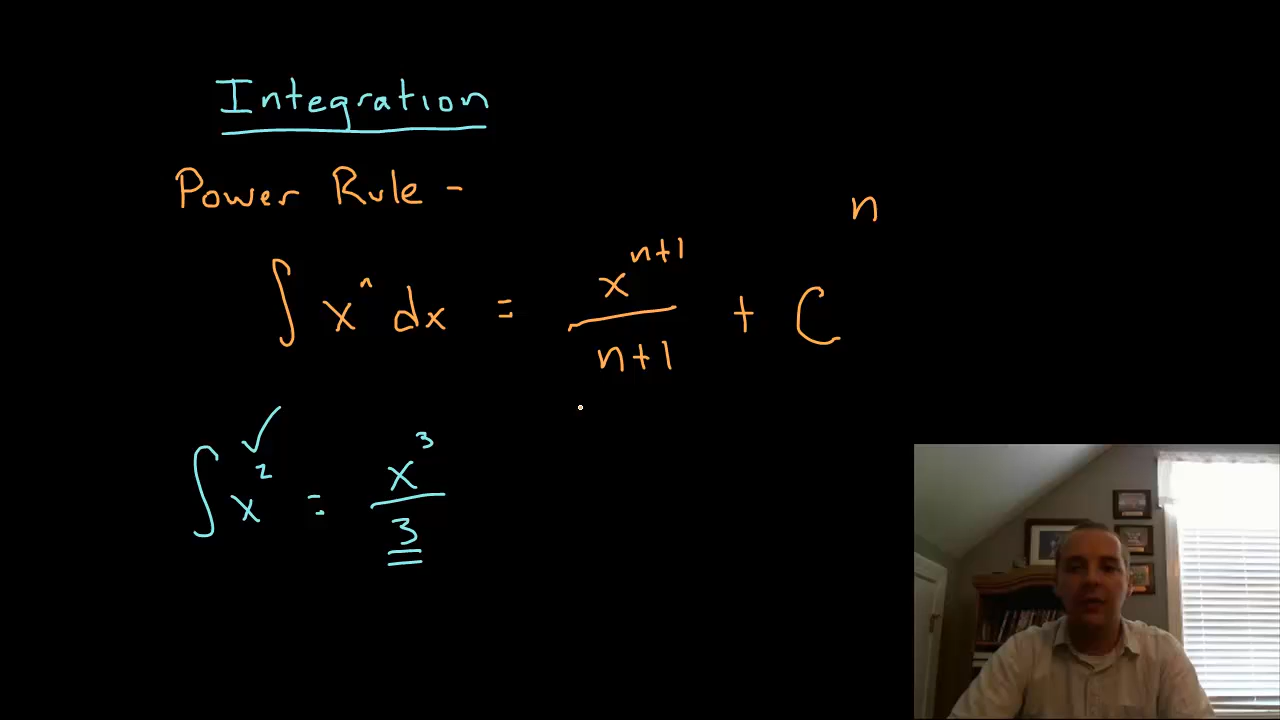 Integration
Power Rule -
n
∫ xⁿ dx = xⁿ⁺¹ / n+1 + C
∫ x² = x³ / 3